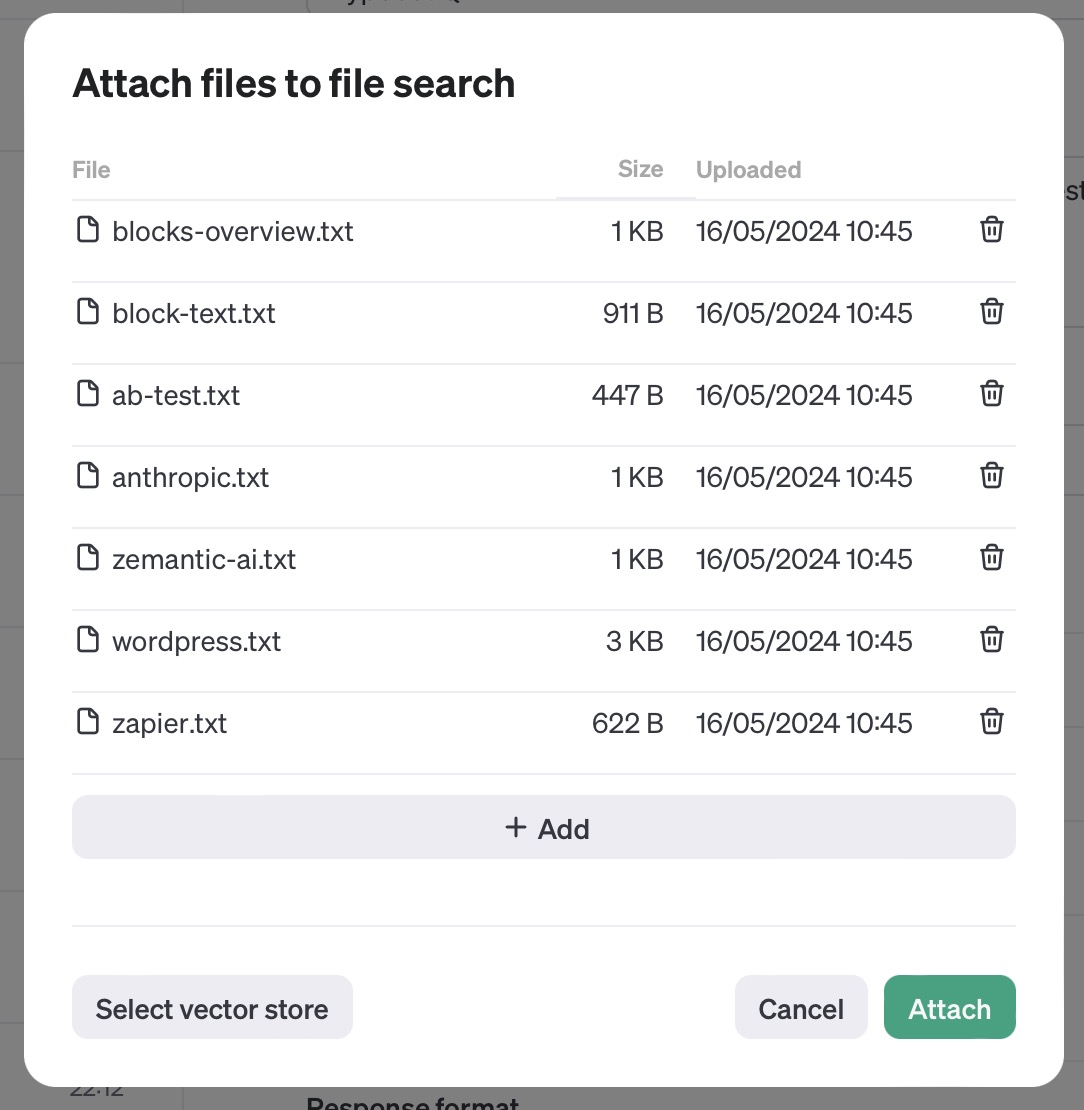 Attach files to file search
File Size Uploaded
blocks-overview.txt 1 KB 16/05/2024 10:45
block-text.txt 911 B 16/05/2024 10:45
ab-test.txt 447 B 16/05/2024 10:45
anthropic.txt 1 KB 16/05/2024 10:45
zemantic-ai.txt 1 KB 16/05/2024 10:45
wordpress.txt 3 KB 16/05/2024 10:45
zapier.txt 622 B 16/05/2024 10:45
+ Add
Select vector store Cancel Attach
22:12
Response format